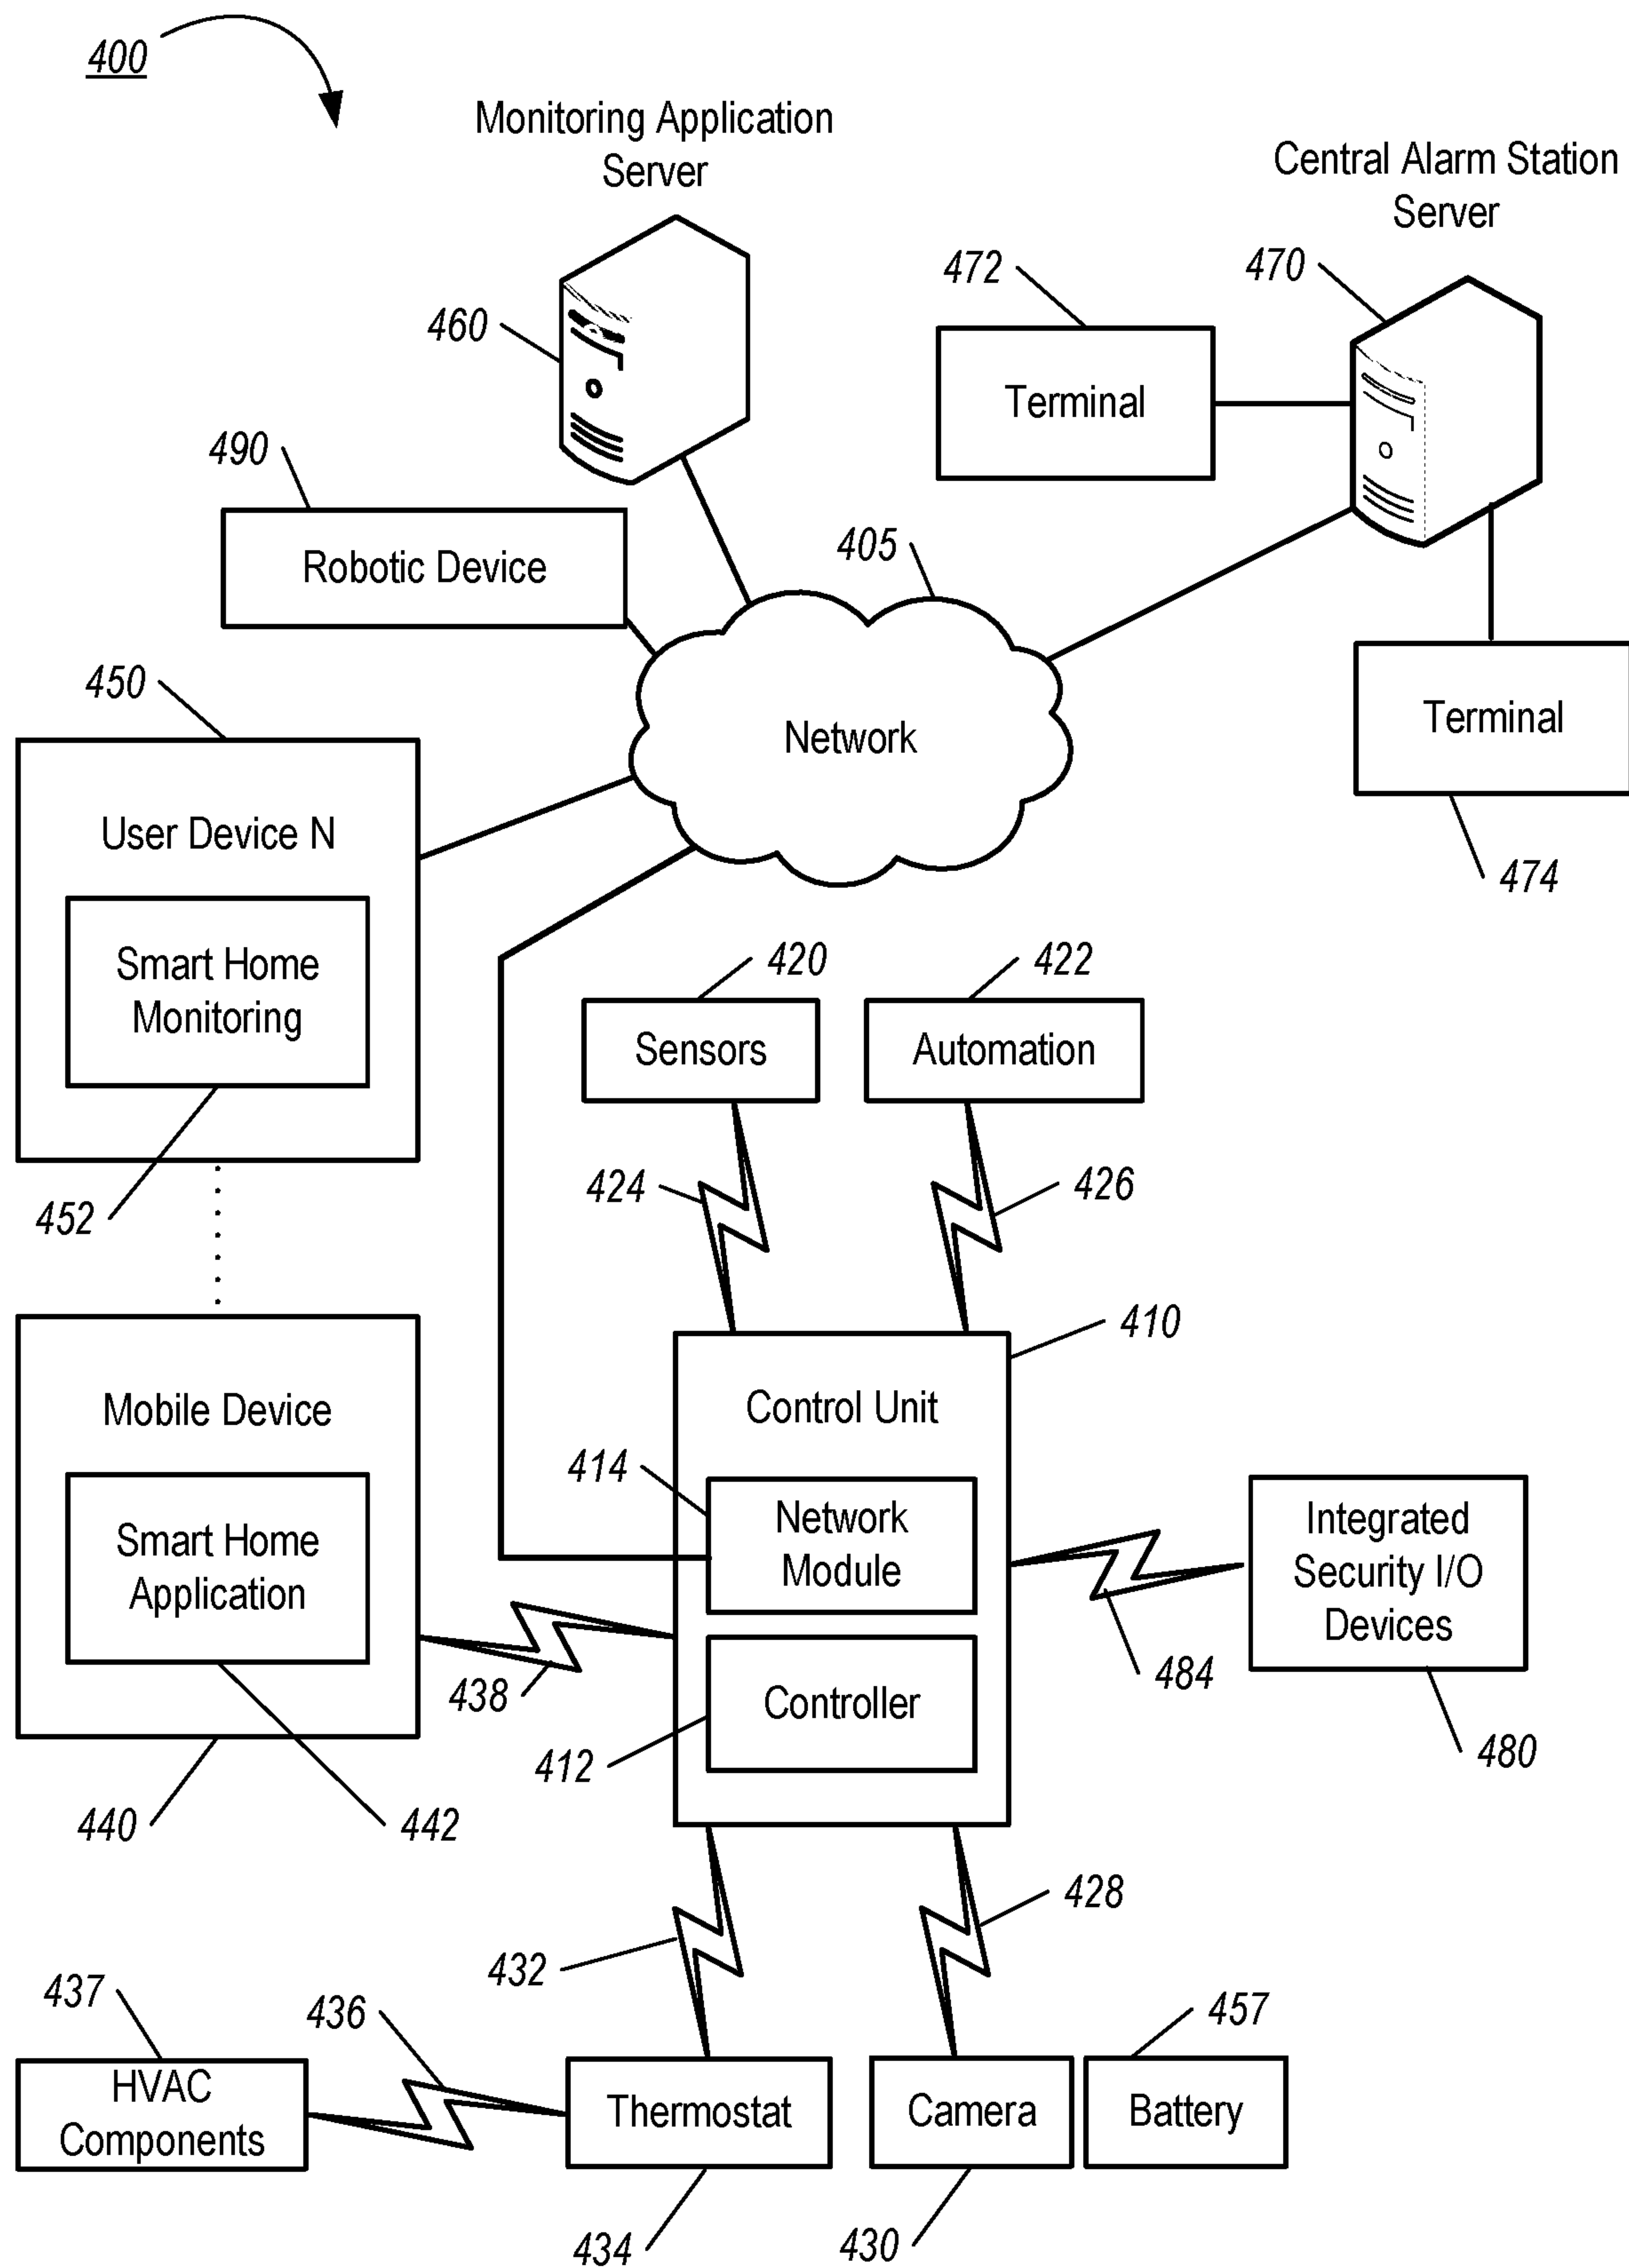 400
Monitoring Application
Server
Central Alarm Station
Server
460
472
470
Terminal
490
Robotic Device
405
450
Network
Terminal
474
User Device N
Smart Home
Monitoring
452
420
422
Sensors
Automation
424
426
410
Mobile Device
Control Unit
414
Network
Module
Smart Home
Application
Integrated
Security I/O
Devices
438
484
Controller
412
480
440
442
428
432
437
436
457
HVAC
Components
Thermostat
Camera
Battery
434
430